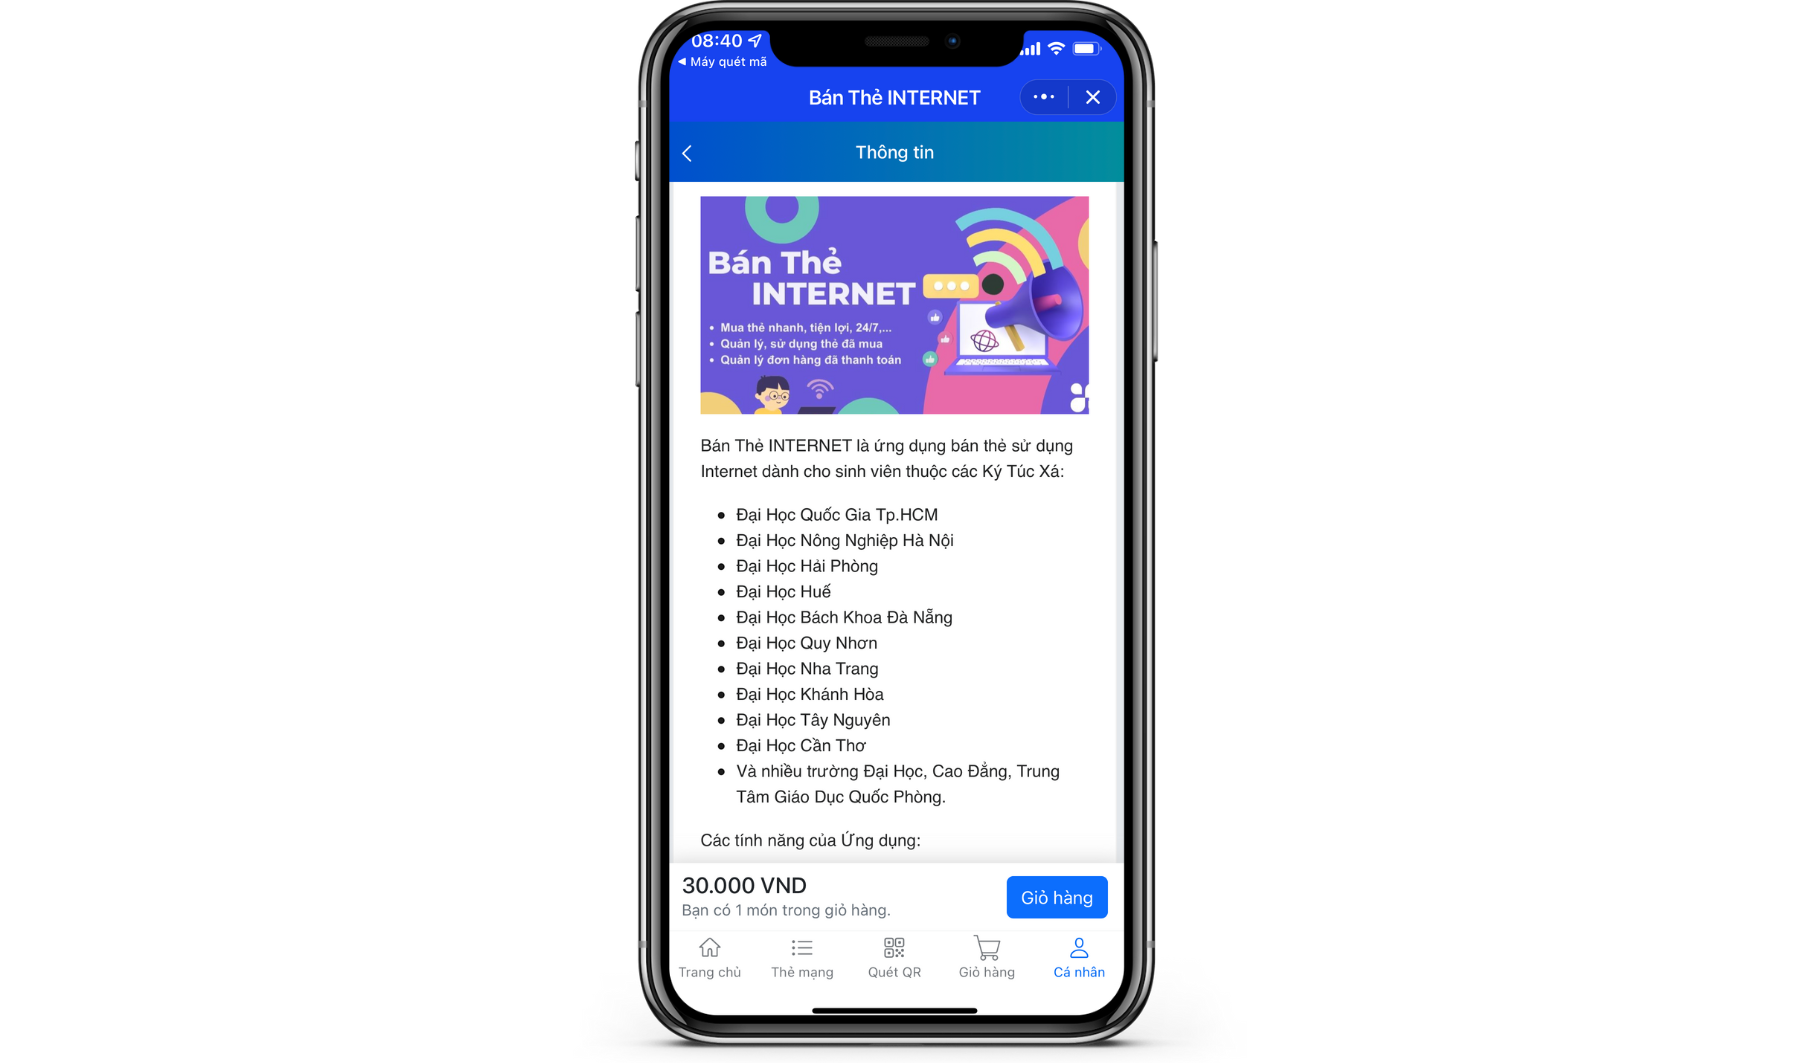 08:40
◀ Máy quét mã
Bán Thẻ INTERNET
Thông tin
Bán Thẻ
INTERNET
• Mua thẻ nhanh, tiện lợi, 24/7,...
• Quản lý, sử dụng thẻ đã mua
• Quản lý đơn hàng đã thanh toán
Bán Thẻ INTERNET là ứng dụng bán thẻ sử dụng
Internet dành cho sinh viên thuộc các Ký Túc Xá:
• Đại Học Quốc Gia Tp.HCM
• Đại Học Nông Nghiệp Hà Nội
• Đại Học Hải Phòng
• Đại Học Huế
• Đại Học Bách Khoa Đà Nẵng
• Đại Học Quy Nhơn
• Đại Học Nha Trang
• Đại Học Khánh Hòa
• Đại Học Tây Nguyên
• Đại Học Cần Thơ
• Và nhiều trường Đại Học, Cao Đẳng, Trung
Tâm Giáo Dục Quốc Phòng.
Các tính năng của Ứng dụng:
30.000 VND
Bạn có 1 món trong giỏ hàng.
Giỏ hàng
Trang chủ
Thẻ mạng
Quét QR
Giỏ hàng
Cá nhân